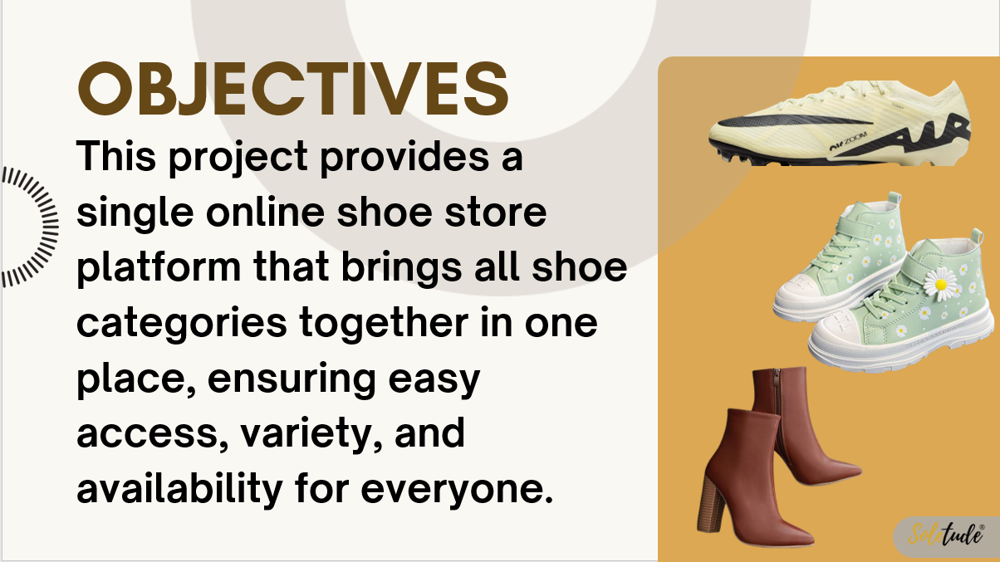 OBJECTIVES
This project provides a
single online shoe store
platform that brings all shoe
categories together in one
place, ensuring easy
access, variety, and
availability for everyone.
ZOOM
AIR
Soletude®